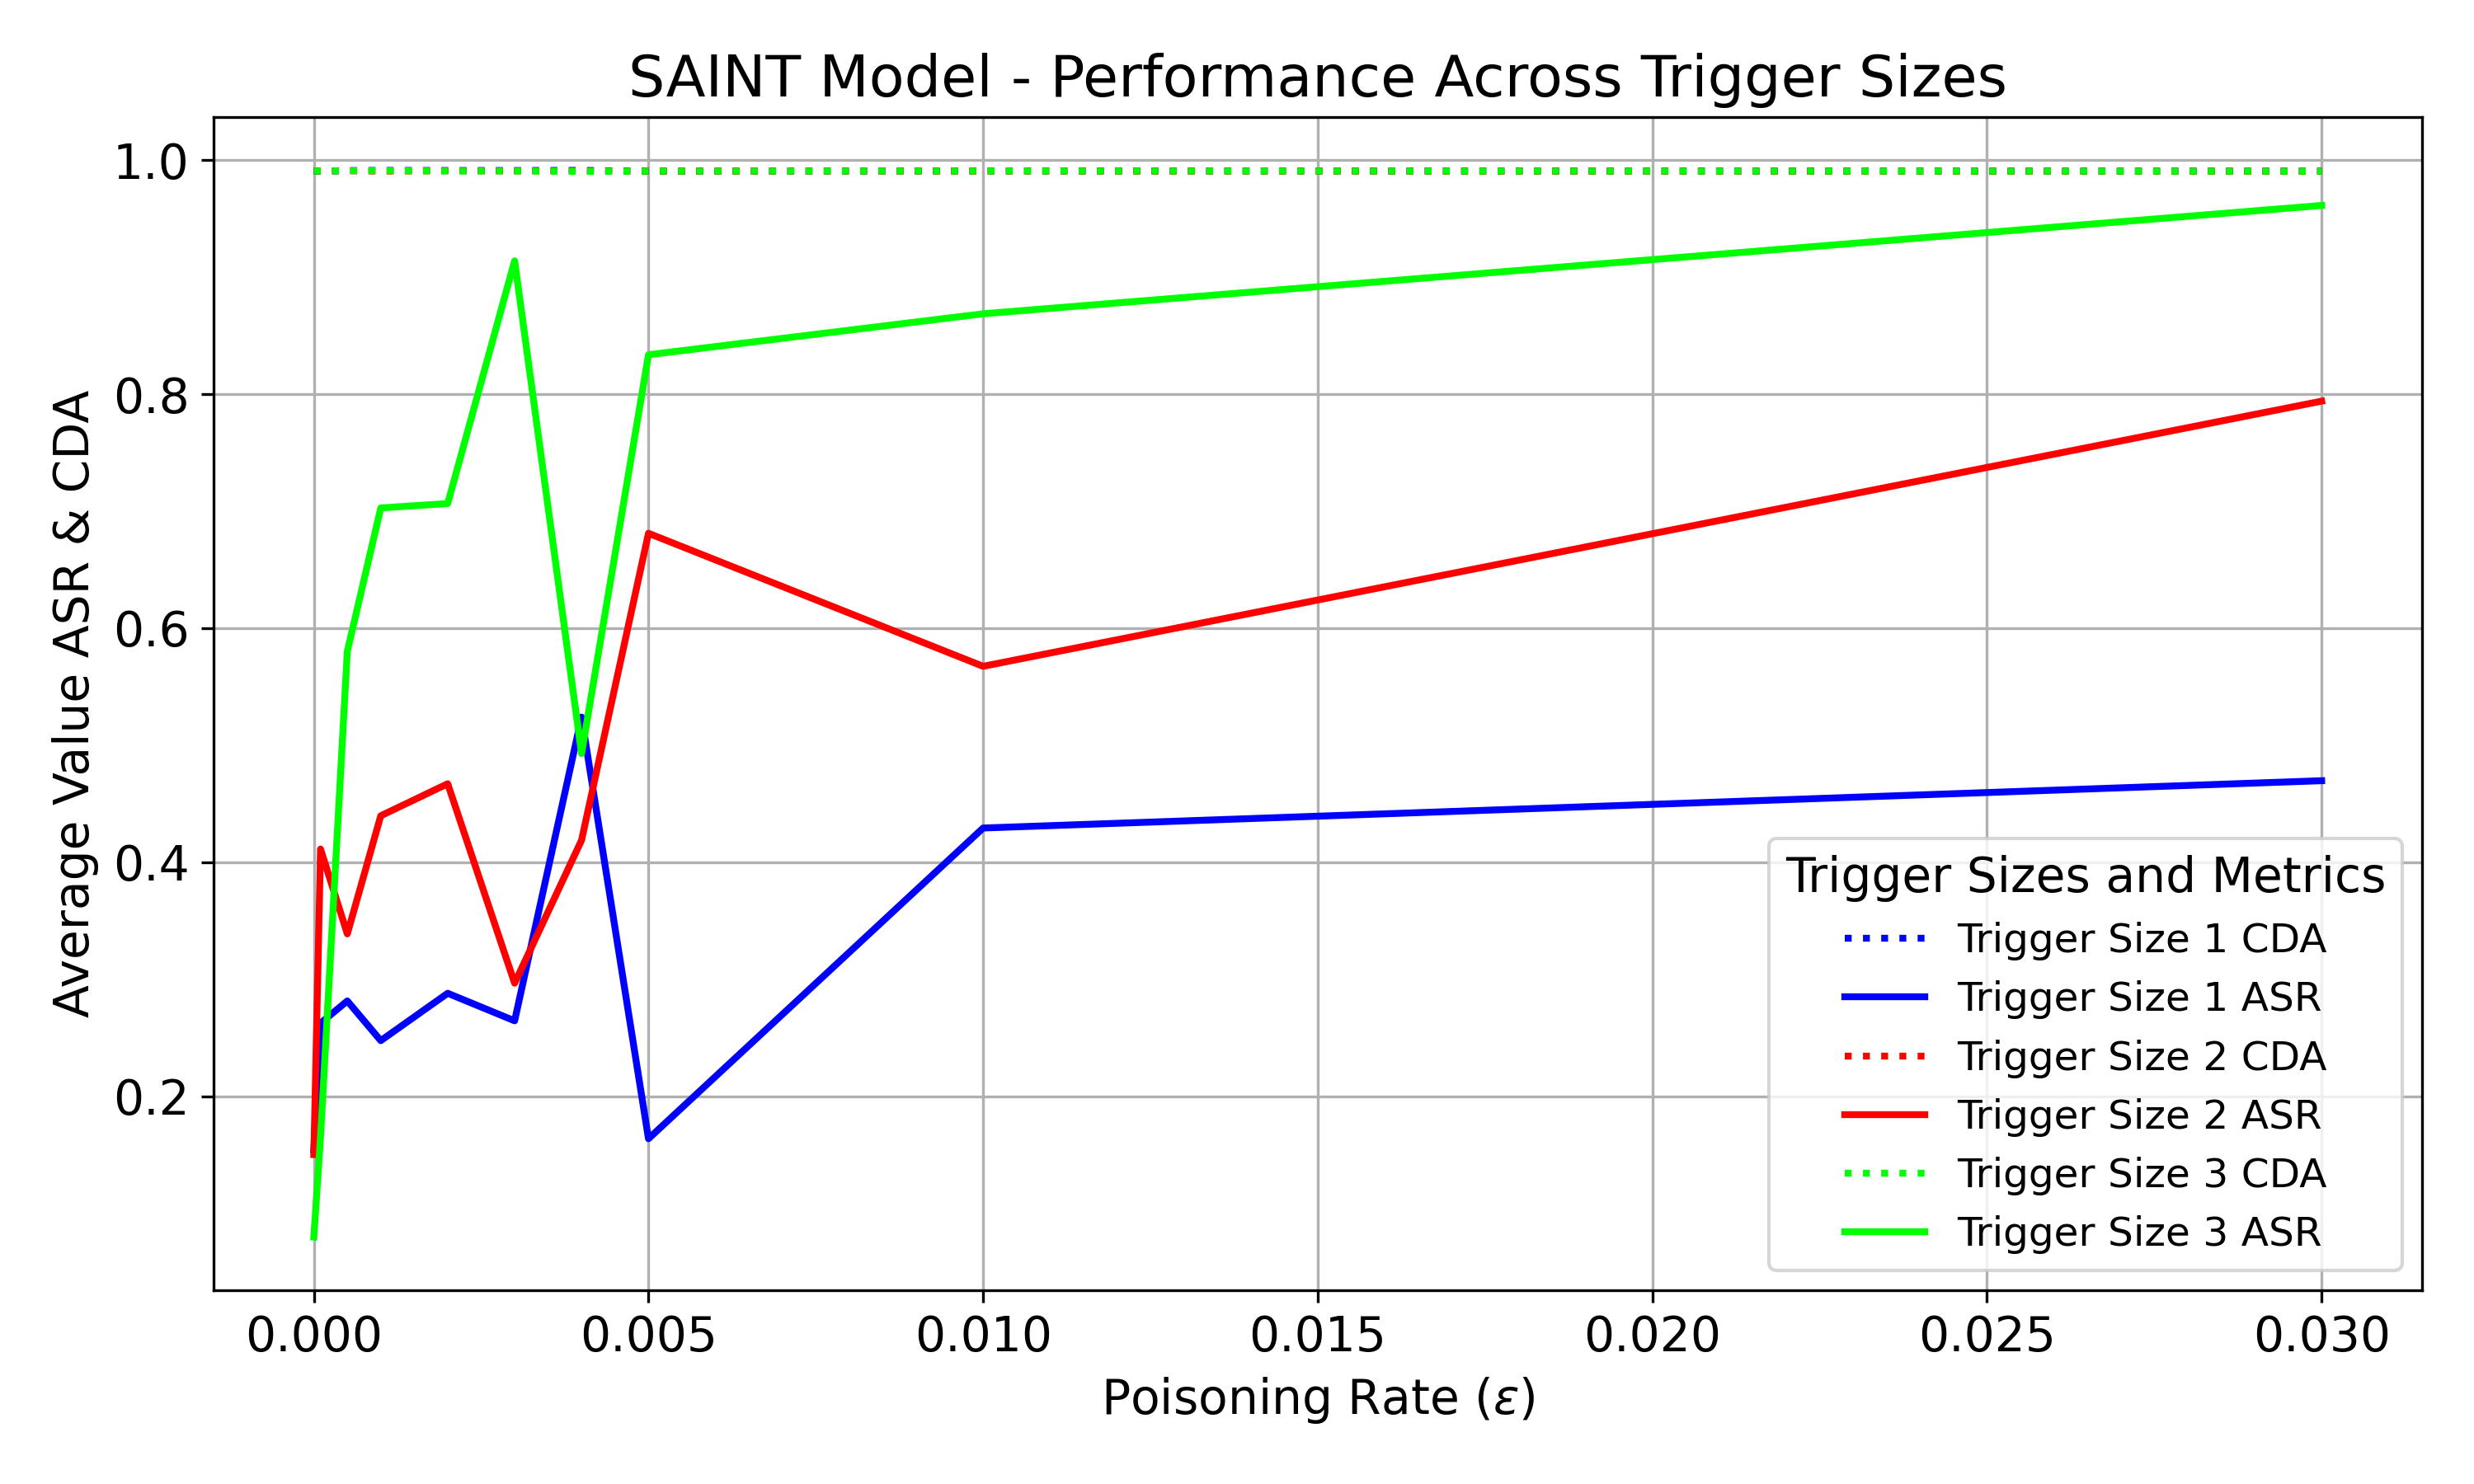 SAINT Model - Performance Across Trigger Sizes
1.0
0.8
0.6
0.4
0.2
Average Value ASR & CDA
0.000 0.005 0.010 0.015 0.020 0.025 0.030
Poisoning Rate (ε)
Trigger Sizes and Metrics
Trigger Size 1 CDA
Trigger Size 1 ASR
Trigger Size 2 CDA
Trigger Size 2 ASR
Trigger Size 3 CDA
Trigger Size 3 ASR